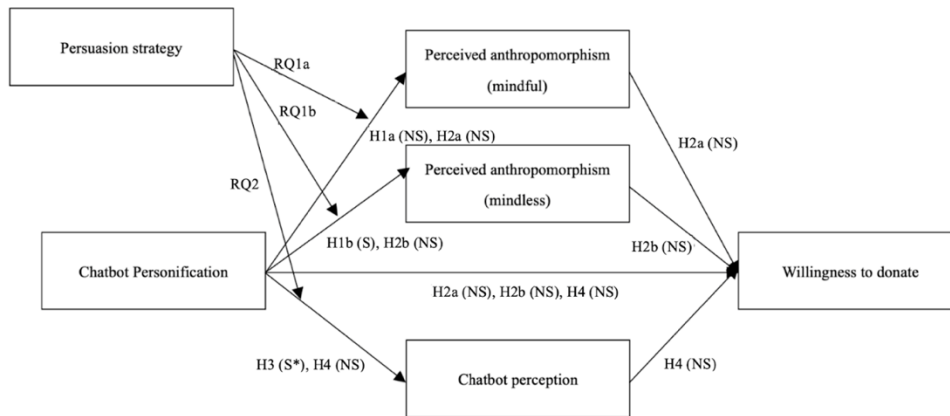 Persuasion strategy
Perceived anthropomorphism
(mindful)
RQ1a
RQ1b
H1a (NS), H2a (NS)
H2a (NS)
Perceived anthropomorphism
(mindless)
RQ2
H1b (S), H2b (NS)
H2b (NS)
Chatbot Personification
Willingness to donate
H2a (NS), H2b (NS), H4 (NS)
H3 (S*), H4 (NS)
Chatbot perception
H4 (NS)